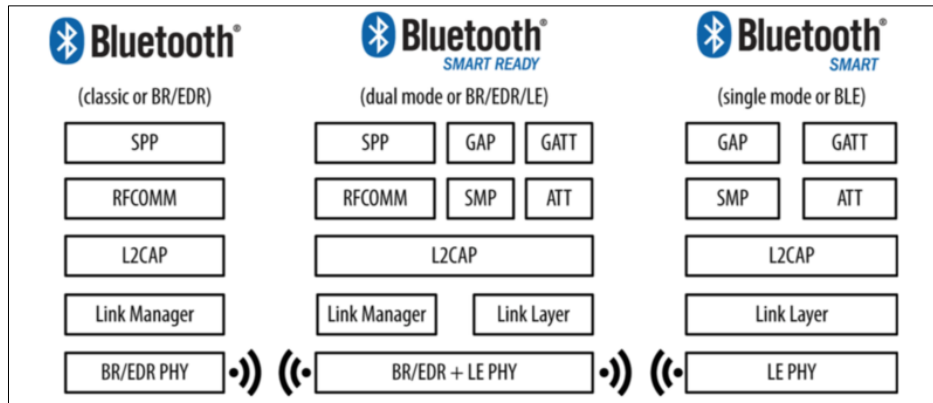 Bluetooth®
(classic or BR/EDR)
SPP
RFCOMM
L2CAP
Link Manager
BR/EDR PHY
Bluetooth®
SMART READY
(dual mode or BR/EDR/LE)
SPP GAP GATT
RFCOMM SMP ATT
L2CAP
Link Manager Link Layer
BR/EDR + LE PHY
Bluetooth®
SMART
(single mode or BLE)
GAP GATT
SMP ATT
L2CAP
Link Layer
LE PHY